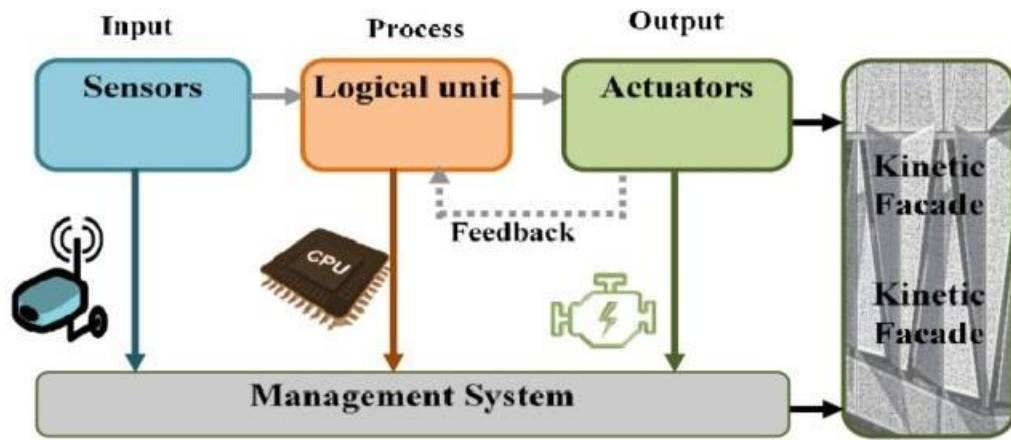 Input
Process
Output
Sensors
Logical unit
Actuators
Kinetic
Facade
Feedback
CPU
Kinetic
Facade
Management System